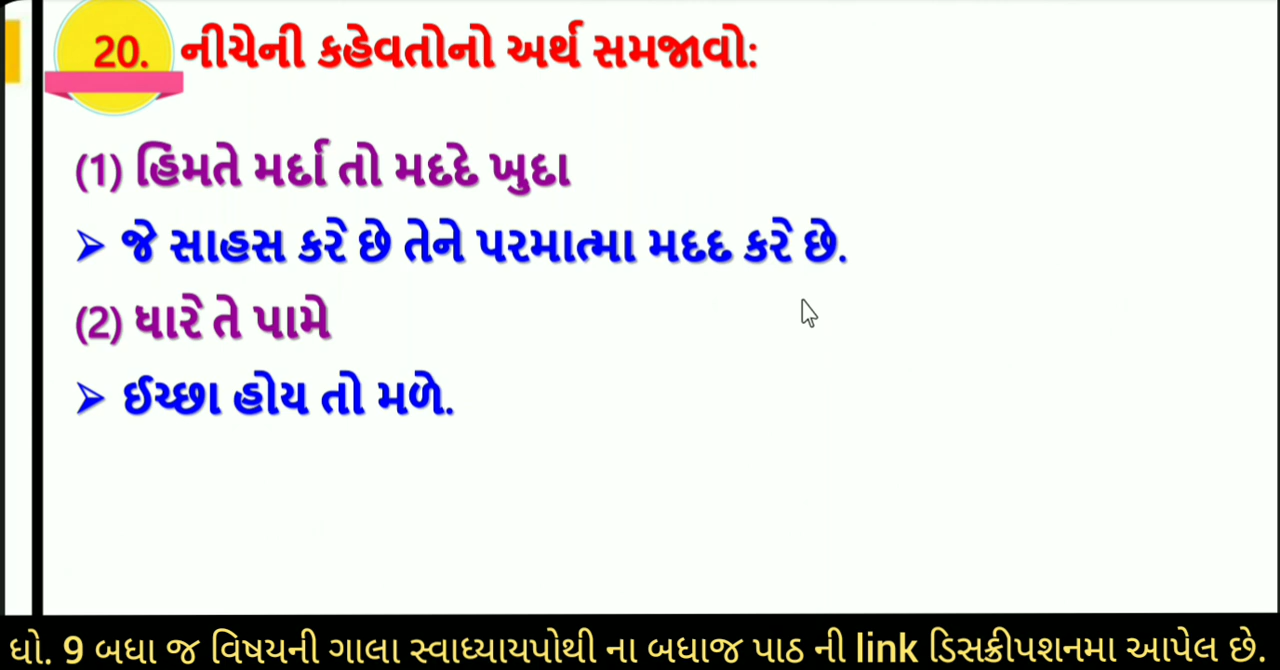 20. નીચેની કહેવતોનો અર્થ સમજાવો:
(1) હિમતે મર્દા તો મદદે ખુદા
➢ જે સાહસ કરે છે તેને પરમાત્મા મદદ કરે છે.
(2) ધારે તે પામે
➢ ઈચ્છા હોય તો મળે.
ધો. 9 બધા જ વિષયની ગાલા સ્વાધ્યાયપોથી ના બધાજ પાઠ ની link ડિસક્રીપશનમા આપેલ છે.